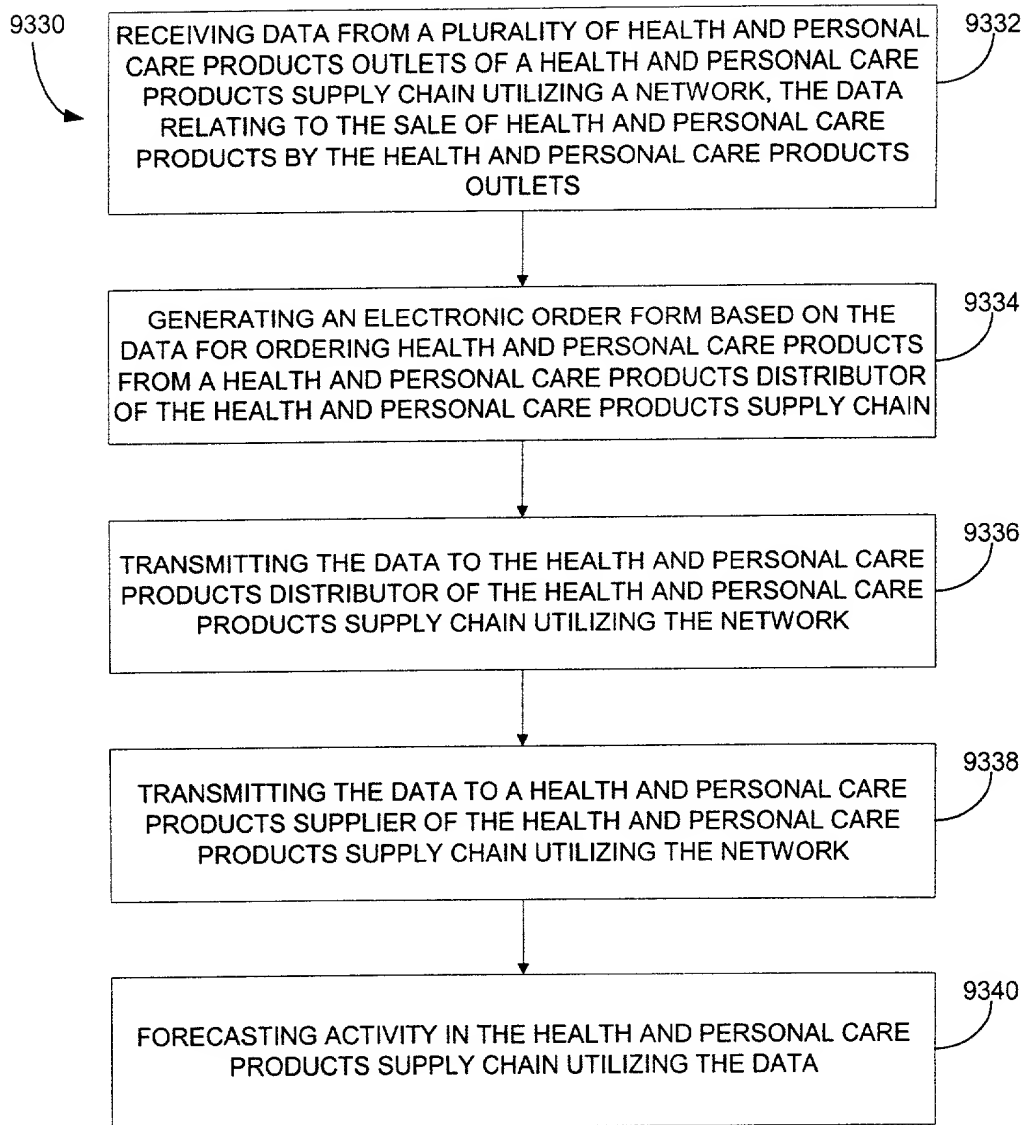 9330
RECEIVING DATA FROM A PLURALITY OF HEALTH AND PERSONAL
CARE PRODUCTS OUTLETS OF A HEALTH AND PERSONAL CARE
PRODUCTS SUPPLY CHAIN UTILIZING A NETWORK, THE DATA
RELATING TO THE SALE OF HEALTH AND PERSONAL CARE
PRODUCTS BY THE HEALTH AND PERSONAL CARE PRODUCTS
OUTLETS
9332
GENERATING AN ELECTRONIC ORDER FORM BASED ON THE
DATA FOR ORDERING HEALTH AND PERSONAL CARE PRODUCTS
FROM A HEALTH AND PERSONAL CARE PRODUCTS DISTRIBUTOR
OF THE HEALTH AND PERSONAL CARE PRODUCTS SUPPLY CHAIN
9334
TRANSMITTING THE DATA TO THE HEALTH AND PERSONAL CARE
PRODUCTS DISTRIBUTOR OF THE HEALTH AND PERSONAL CARE
PRODUCTS SUPPLY CHAIN UTILIZING THE NETWORK
9336
TRANSMITTING THE DATA TO A HEALTH AND PERSONAL CARE
PRODUCTS SUPPLIER OF THE HEALTH AND PERSONAL CARE
PRODUCTS SUPPLY CHAIN UTILIZING THE NETWORK
9338
FORECASTING ACTIVITY IN THE HEALTH AND PERSONAL CARE
PRODUCTS SUPPLY CHAIN UTILIZING THE DATA
9340